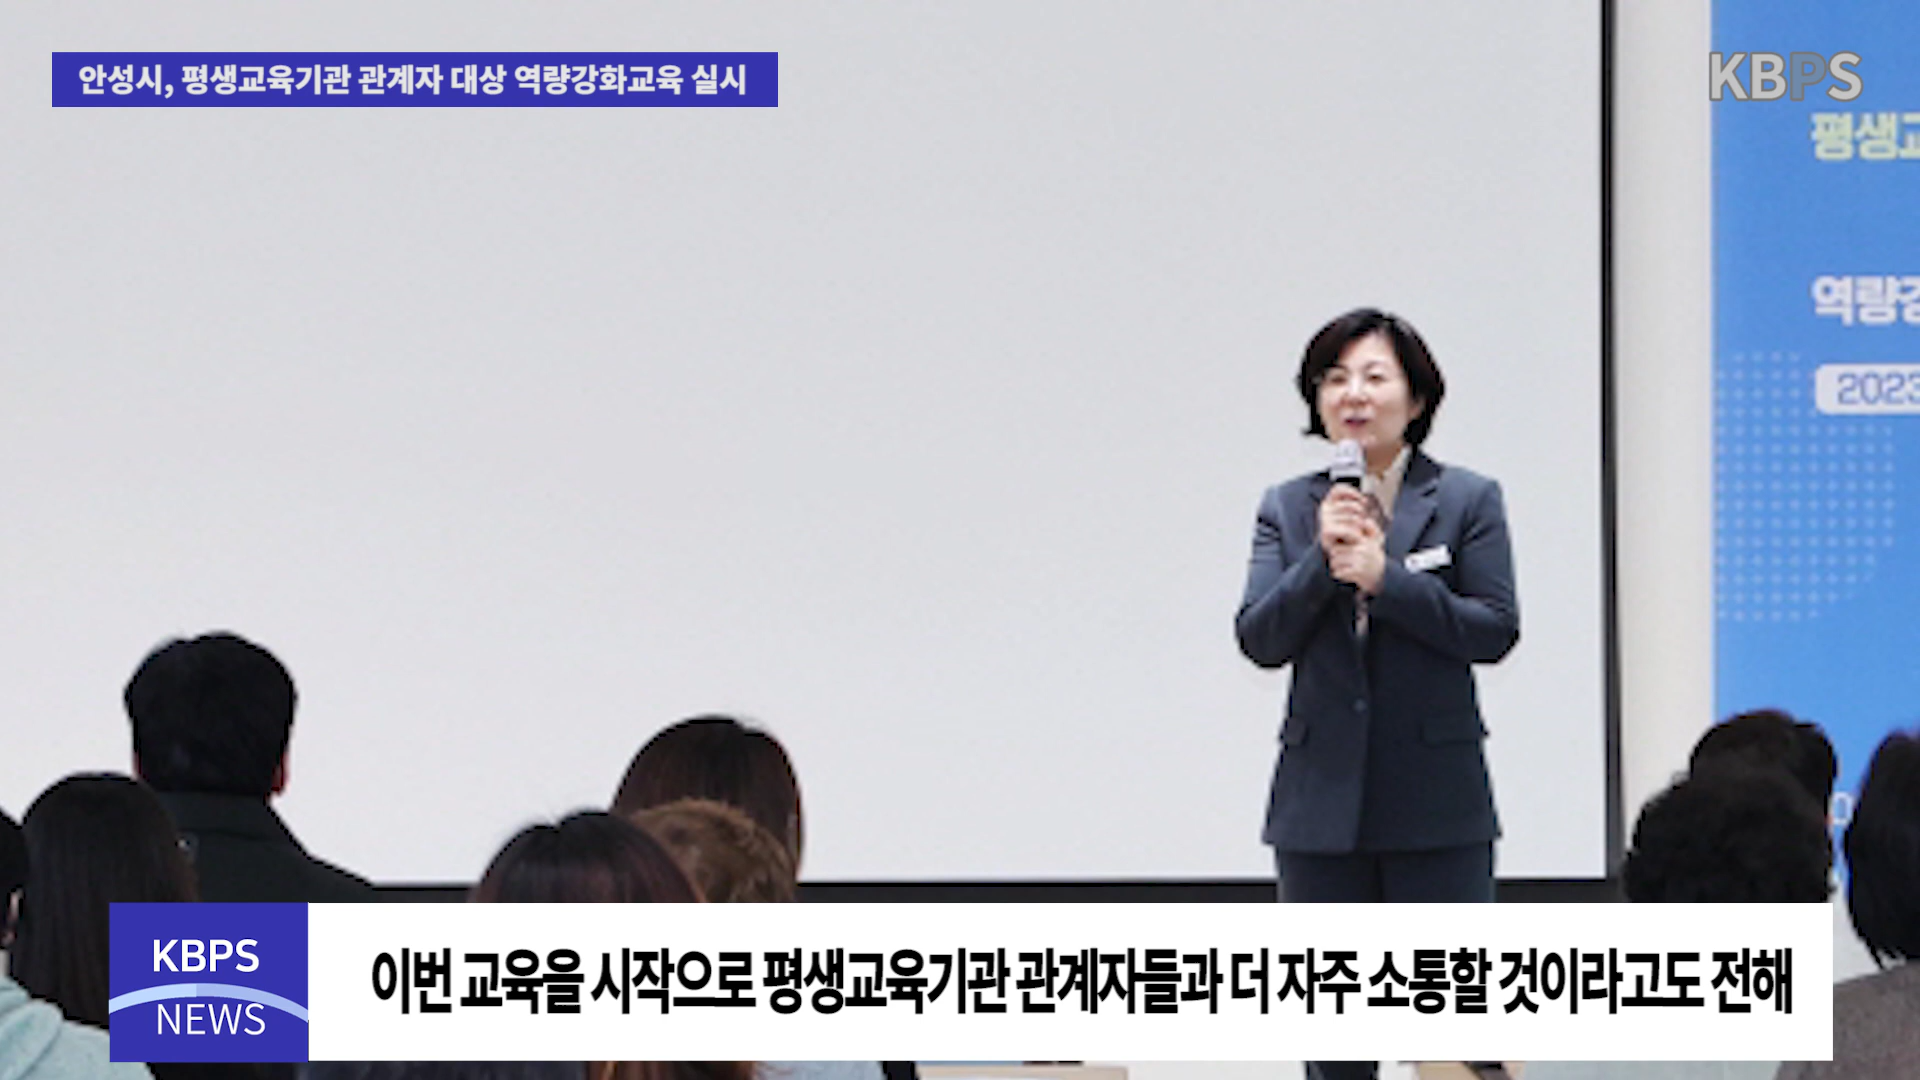 안성시, 평생교육기관 관계자 대상 역량강화교육 실시
KBPS
평생교
역량강
2023
KBPS
NEWS
이번 교육을 시작으로 평생교육기관 관계자들과 더 자주 소통할 것이라고도 전해